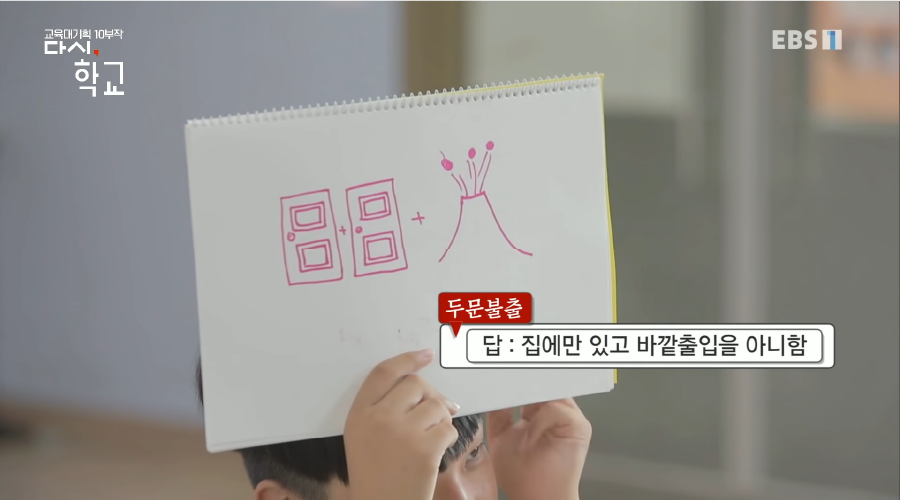 교육대기획 10부작
다시,
학교
EBS 1
+
+
두문불출
답 : 집에만 있고 바깥출입을 아니함